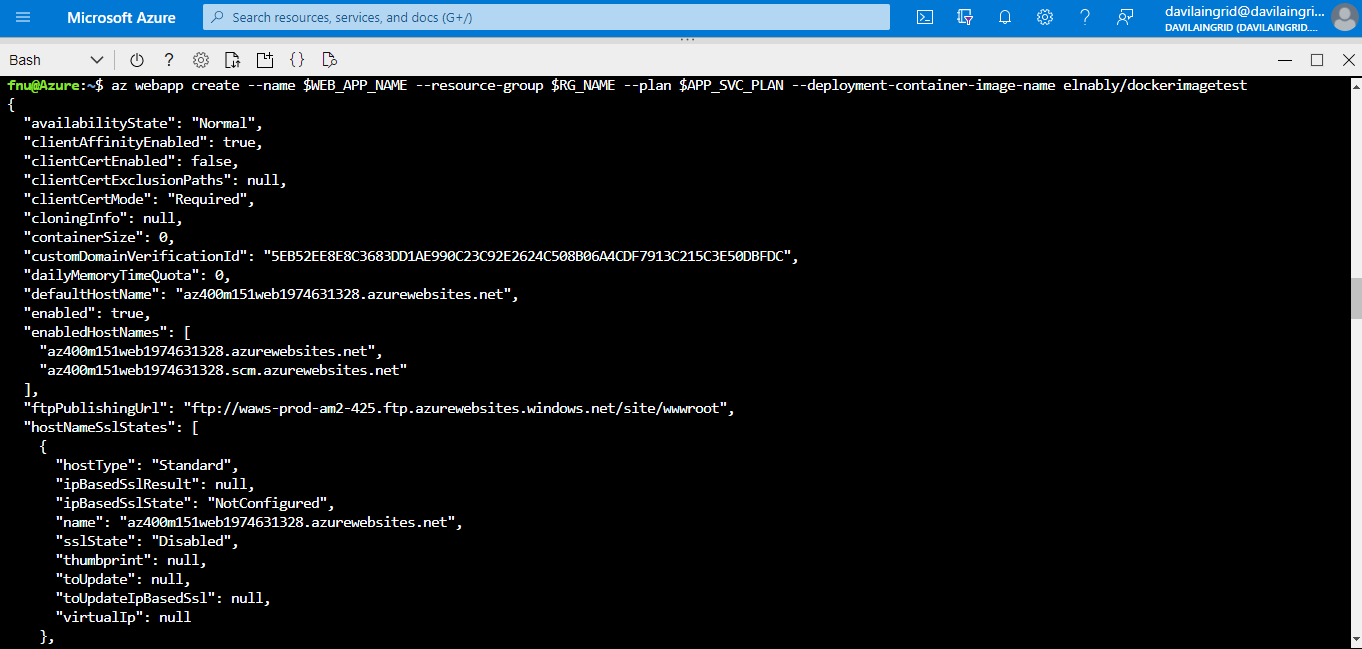 Microsoft Azure
Search resources, services, and docs (G+/)
davilaingrid@davilaingri...
DAVILAINGRID (DAVILAINGRID....
Bash
fnu@Azure:~$ az webapp create --name $WEB_APP_NAME --resource-group $RG_NAME --plan $APP_SVC_PLAN --deployment-container-image-name elnably/dockerimagetest
{
  "availabilityState": "Normal",
  "clientAffinityEnabled": true,
  "clientCertEnabled": false,
  "clientCertExclusionPaths": null,
  "clientCertMode": "Required",
  "cloningInfo": null,
  "containerSize": 0,
  "customDomainVerificationId": "5EB52EE8E8C3683DD1AE990C23C92E2624C508B06A4CDF7913C215C3E50DBFDC",
  "dailyMemoryTimeQuota": 0,
  "defaultHostName": "az400m151web1974631328.azurewebsites.net",
  "enabled": true,
  "enabledHostNames": [
    "az400m151web1974631328.azurewebsites.net",
    "az400m151web1974631328.scm.azurewebsites.net"
  ],
  "ftpPublishingUrl": "ftp://waws-prod-am2-425.ftp.azurewebsites.windows.net/site/wwwroot",
  "hostNameSslStates": [
    {
      "hostType": "Standard",
      "ipBasedSslResult": null,
      "ipBasedSslState": "NotConfigured",
      "name": "az400m151web1974631328.azurewebsites.net",
      "sslState": "Disabled",
      "thumbprint": null,
      "toUpdate": null,
      "toUpdateIpBasedSsl": null,
      "virtualIp": null
    },